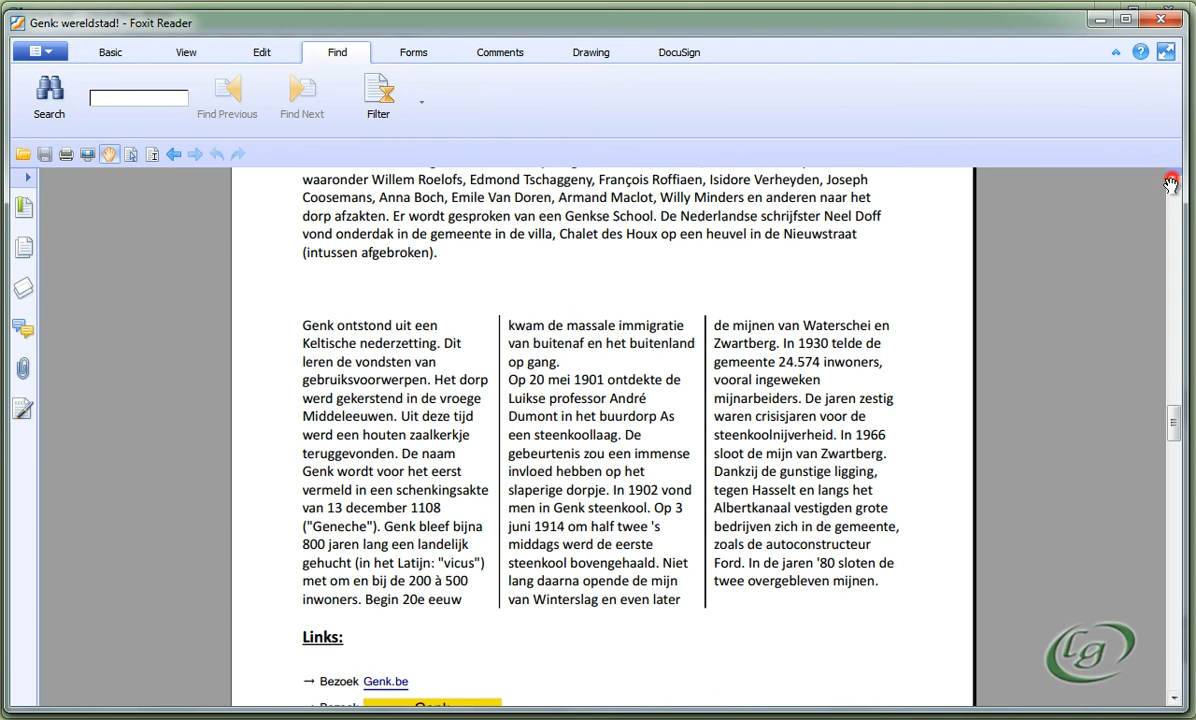 Genk: wereldstad! - Foxit Reader
Basic View Edit Find Forms Comments Drawing DocuSign
Search Find Previous Find Next Filter
waaronder Willem Roelofs, Edmond Tschaggeny, François Roffiaen, Isidore Verheyden, Joseph
Coosemans, Anna Boch, Emile Van Doren, Armand Maclot, Willy Minders en anderen naar het
dorp afzakten. Er wordt gesproken van een Genkse School. De Nederlandse schrijfster Neel Doff
vond onderdak in de gemeente in de villa, Chalet des Houx op een heuvel in de Nieuwstraat
(intussen afgebroken).
Genk ontstond uit een
Keltische nederzetting. Dit
leren de vondsten van
gebruiksvoorwerpen. Het dorp
werd gekerstend in de vroege
Middeleeuwen. Uit deze tijd
werd een houten zaalkerkje
teruggevonden. De naam
Genk wordt voor het eerst
vermeld in een schenkingsakte
van 13 december 1108
("Geneche"). Genk bleef bijna
800 jaren lang een landelijk
gehucht (in het Latijn: "vicus")
met om en bij de 200 à 500
inwoners. Begin 20e eeuw
kwam de massale immigratie
van buitenaf en het buitenland
op gang.
Op 20 mei 1901 ontdekte de
Luikse professor André
Dumont in het buurdorp As
een steenkoollaag. De
gebeurtenis zou een immense
invloed hebben op het
slaperige dorpje. In 1902 vond
men in Genk steenkool. Op 3
juni 1914 om half twee 's
middags werd de eerste
steenkool bovengehaald. Niet
lang daarna opende de mijn
van Winterslag en even later
de mijnen van Waterschei en
Zwartberg. In 1930 telde de
gemeente 24.574 inwoners,
vooral ingeweken
mijnarbeiders. De jaren zestig
waren crisisjaren voor de
steenkoolnijverheid. In 1966
sloot de mijn van Zwartberg.
Dankzij de gunstige ligging,
tegen Hasselt en langs het
Albertkanaal vestigden grote
bedrijven zich in de gemeente,
zoals de autoconstructeur
Ford. In de jaren '80 sloten de
twee overgebleven mijnen.
Links:
→ Bezoek Genk.be
lg